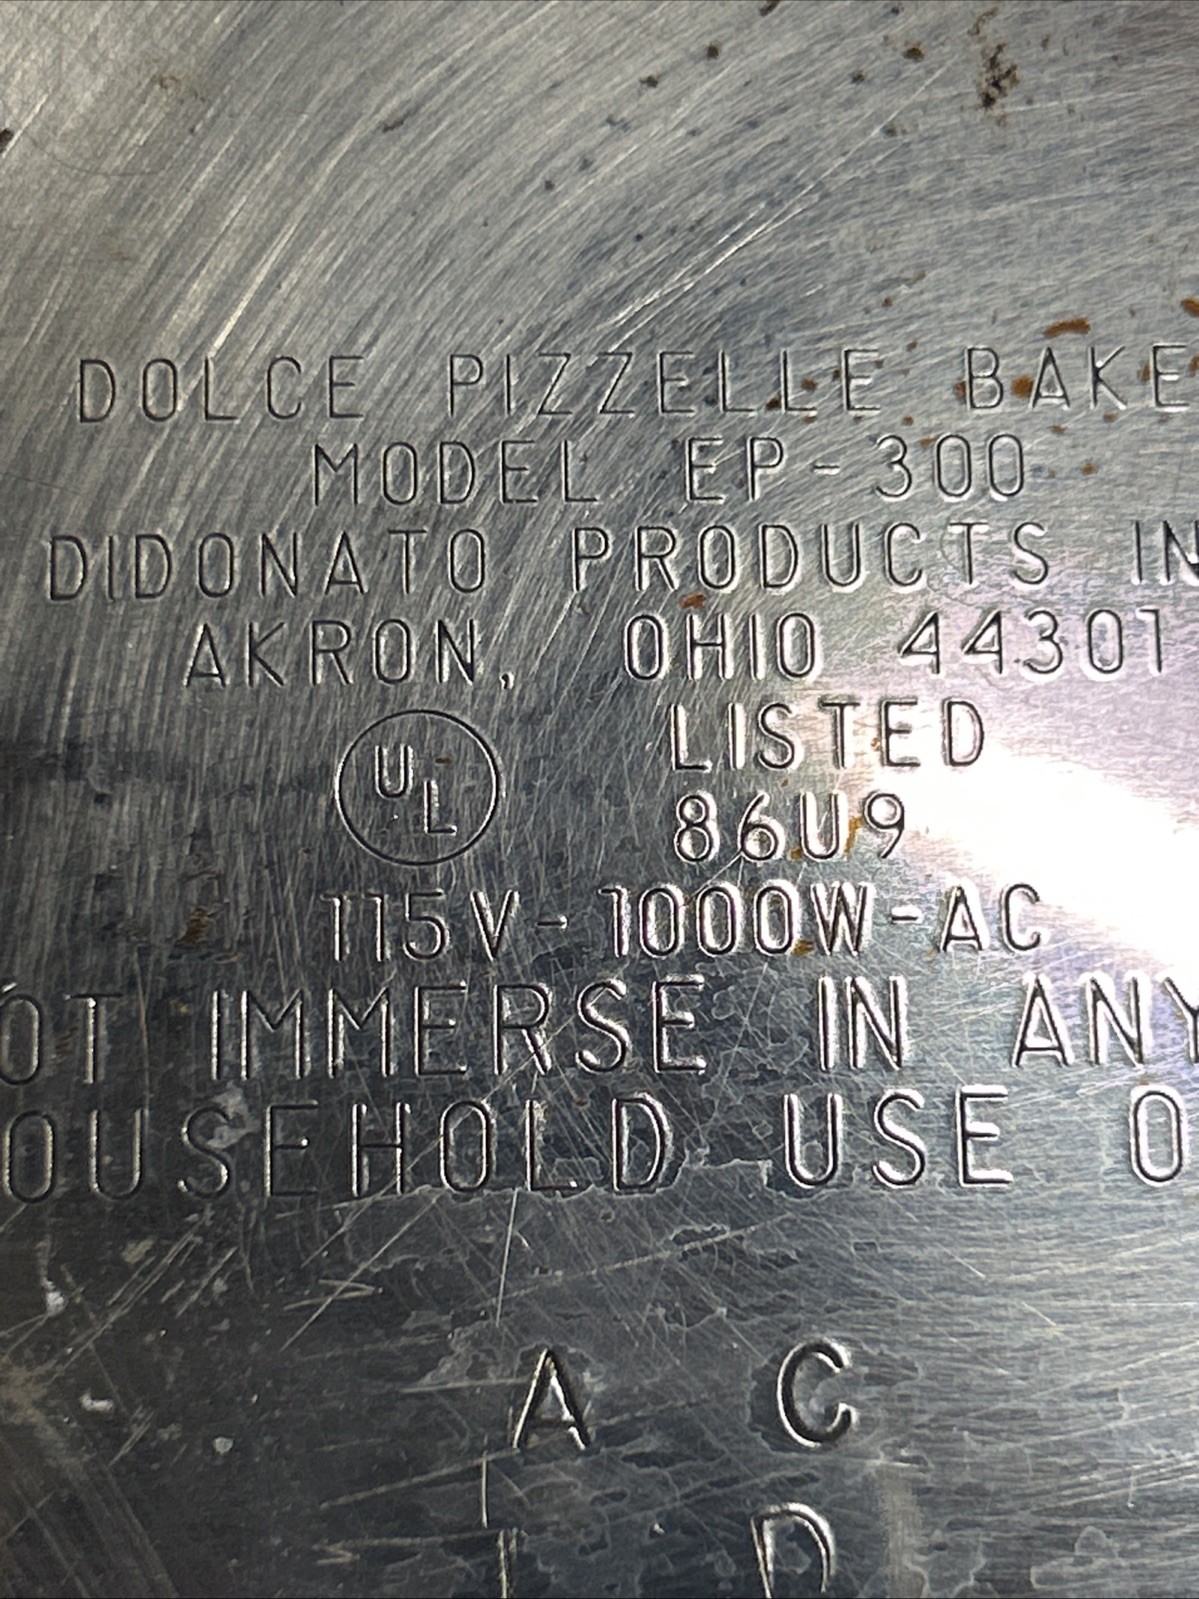 DOLCE PIZZELLE BAKE
MODEL EP-300
DIDONATO PRODUCTS IN
AKRON, OHIO 44301
UL LISTED
86U9
115V-1000W-AC
OT IMMERSE IN ANY
OUSEHOLD USE O
A C
D